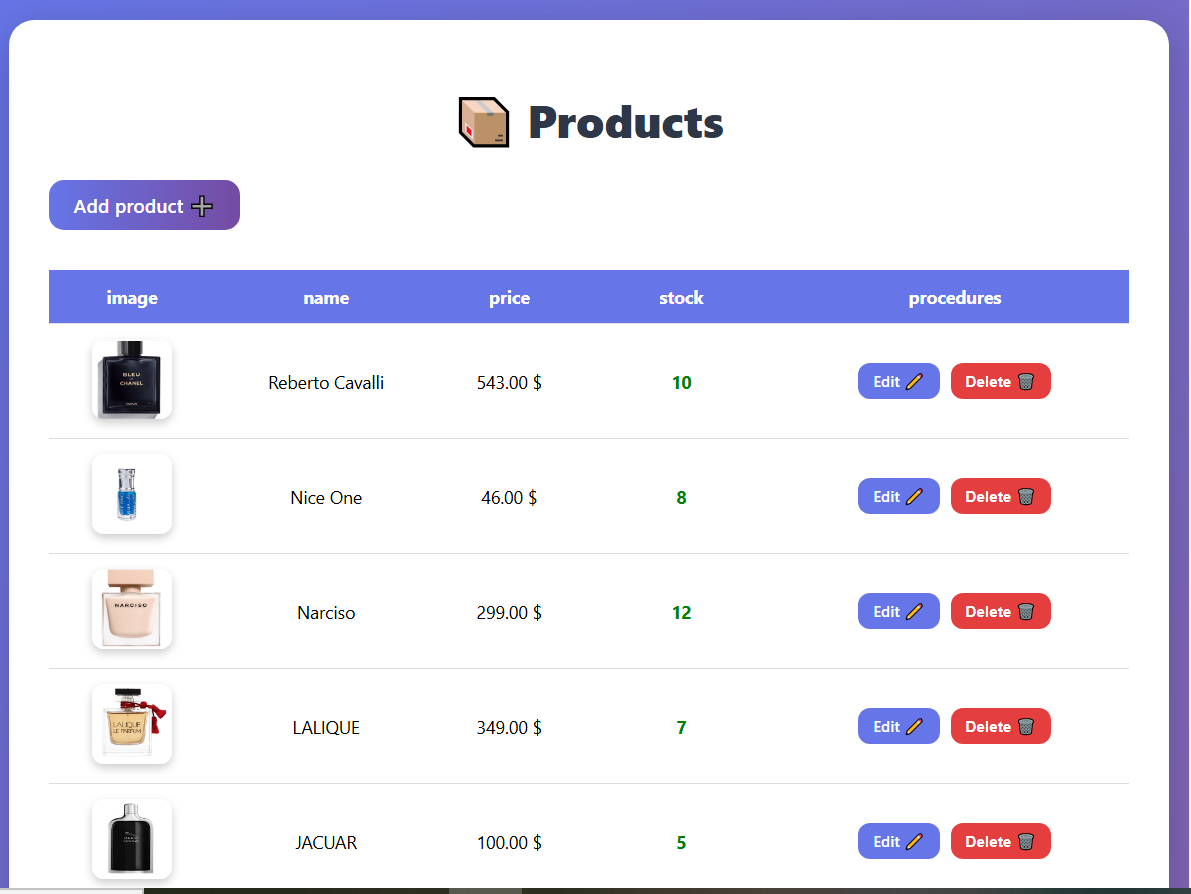 Products
Add product
image name price stock procedures
BLEU
CHANEL
Reberto Cavalli 543.00 $ 10 Edit Delete
Nice One 46.00 $ 8 Edit Delete
NARCISO
Narciso 299.00 $ 12 Edit Delete
LALIQUE
LE PARFUM
LALIQUE 349.00 $ 7 Edit Delete
JACUAR 100.00 $ 5 Edit Delete